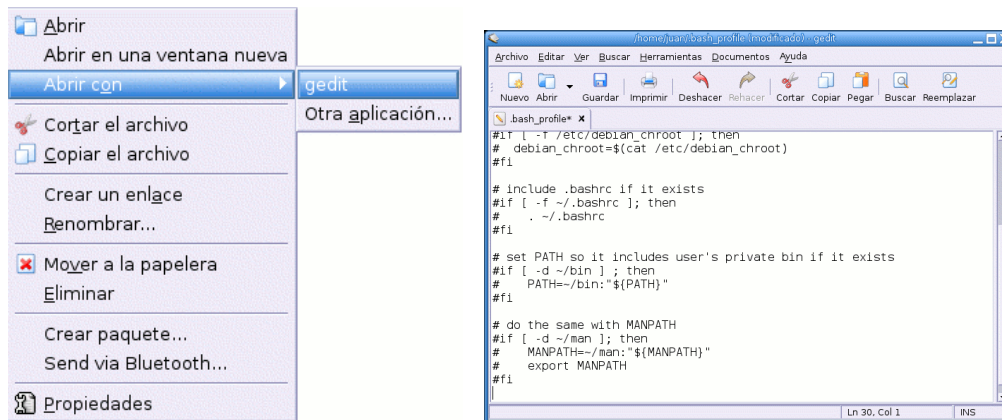 Abrir
Abrir en una ventana nueva
Abrir con
gedit
Otra aplicación...
Cortar el archivo
Copiar el archivo
Crear un enlace
Renombrar...
Mover a la papelera
Eliminar
Crear paquete...
Send via Bluetooth...
Propiedades
/home/juan/.bash_profile (modificado) - gedit
Archivo Editar Ver Buscar Herramientas Documentos Ayuda
Nuevo Abrir Guardar Imprimir Deshacer Rehacer Cortar Copiar Pegar Buscar Reemplazar
.bash_profile* x
#if [ -f /etc/debian_chroot ]; then
#  debian_chroot=$(cat /etc/debian_chroot)
#fi
# include .bashrc if it exists
#if [ -f ~/.bashrc ]; then
#    . ~/.bashrc
#fi
# set PATH so it includes user's private bin if it exists
#if [ -d ~/bin ] ; then
#    PATH=~/bin:"${PATH}"
#fi
# do the same with MANPATH
#if [ -d ~/man ]; then
#    MANPATH=~/man:"${MANPATH}"
#    export MANPATH
#fi
Ln 30, Col 1 INS